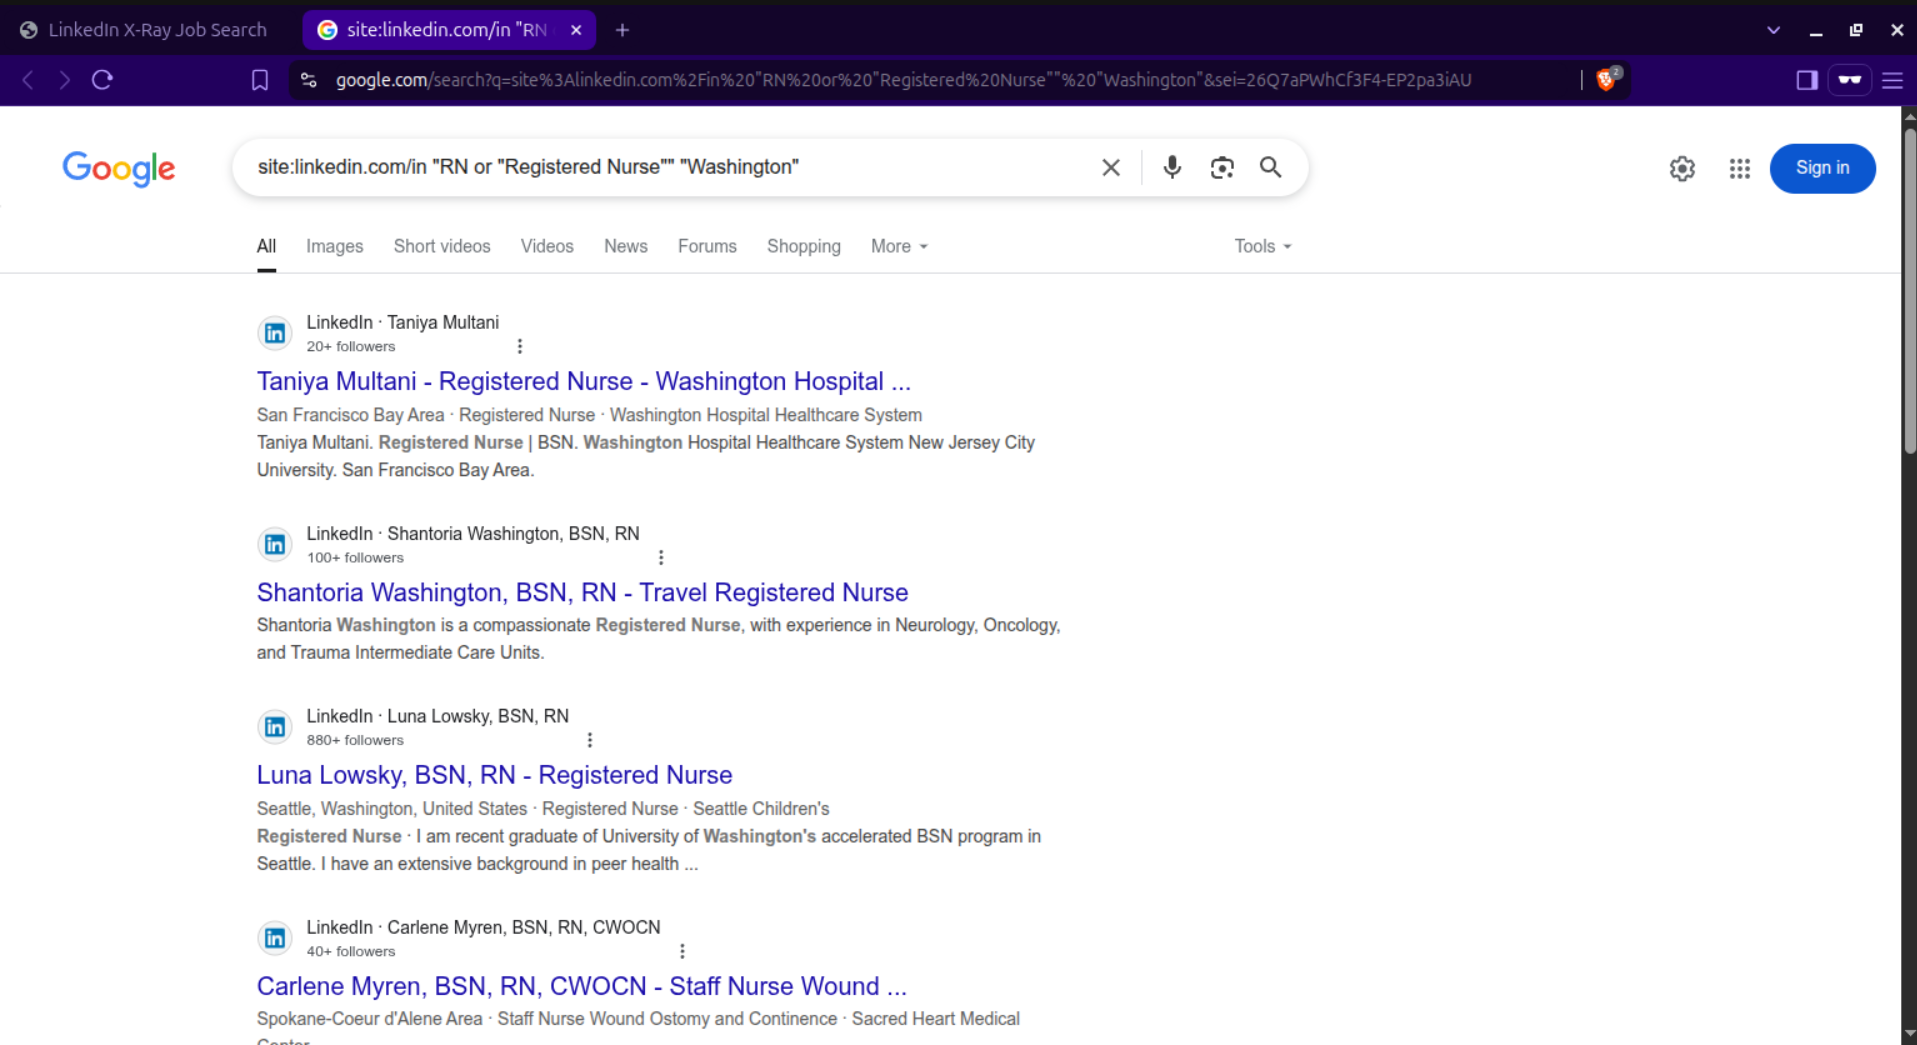 LinkedIn X-Ray Job Search
site:linkedin.com/in "RN
google.com/search?q=site%3Alinkedin.com%2Fin%20"RN%20or%20"Registered%20Nurse""%20"Washington"&sei=26Q7aPWhCf3F4-EP2pa3iAU
2
Google
site:linkedin.com/in "RN or "Registered Nurse"" "Washington"
Sign in
All Images Short videos Videos News Forums Shopping More Tools
LinkedIn · Taniya Multani
20+ followers
Taniya Multani - Registered Nurse - Washington Hospital ...
San Francisco Bay Area · Registered Nurse · Washington Hospital Healthcare System
Taniya Multani. Registered Nurse | BSN. Washington Hospital Healthcare System New Jersey City
University. San Francisco Bay Area.
LinkedIn · Shantoria Washington, BSN, RN
100+ followers
Shantoria Washington, BSN, RN - Travel Registered Nurse
Shantoria Washington is a compassionate Registered Nurse, with experience in Neurology, Oncology,
and Trauma Intermediate Care Units.
LinkedIn · Luna Lowsky, BSN, RN
880+ followers
Luna Lowsky, BSN, RN - Registered Nurse
Seattle, Washington, United States · Registered Nurse · Seattle Children's
Registered Nurse · I am recent graduate of University of Washington's accelerated BSN program in
Seattle. I have an extensive background in peer health ...
LinkedIn · Carlene Myren, BSN, RN, CWOCN
40+ followers
Carlene Myren, BSN, RN, CWOCN - Staff Nurse Wound ...
Spokane-Coeur d'Alene Area · Staff Nurse Wound Ostomy and Continence · Sacred Heart Medical